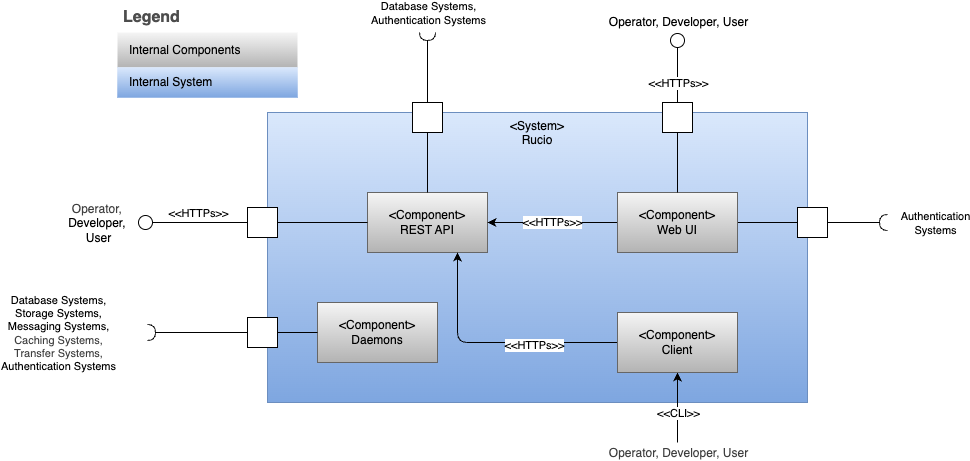 Legend
Internal Components
Internal System
Database Systems,
Authentication Systems
Operator, Developer, User
<<HTTPs>>
<System>
Rucio
Operator,
Developer,
User
<<HTTPs>>
<Component>
REST API
<<HTTPs>>
<Component>
Web UI
Authentication
Systems
Database Systems,
Storage Systems,
Messaging Systems,
Caching Systems,
Transfer Systems,
Authentication Systems
<Component>
Daemons
<<HTTPs>>
<Component>
Client
<<CLI>>
Operator, Developer, User